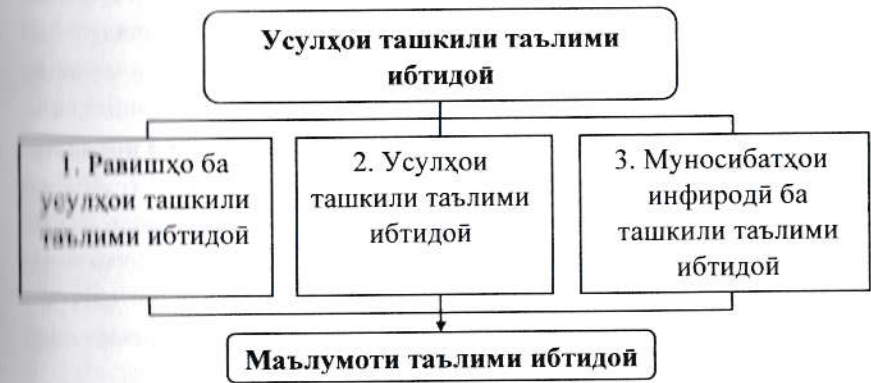 Усулҳои ташкили таълими
ибтидоӣ
1. Равишҳо ба
усулҳои ташкили
таълими ибтидоӣ
2. Усулҳои
ташкили таълими
ибтидоӣ
3. Муносибатҳои
инфиродӣ ба
ташкили таълими
ибтидоӣ
Маълумоти таълими ибтидоӣ